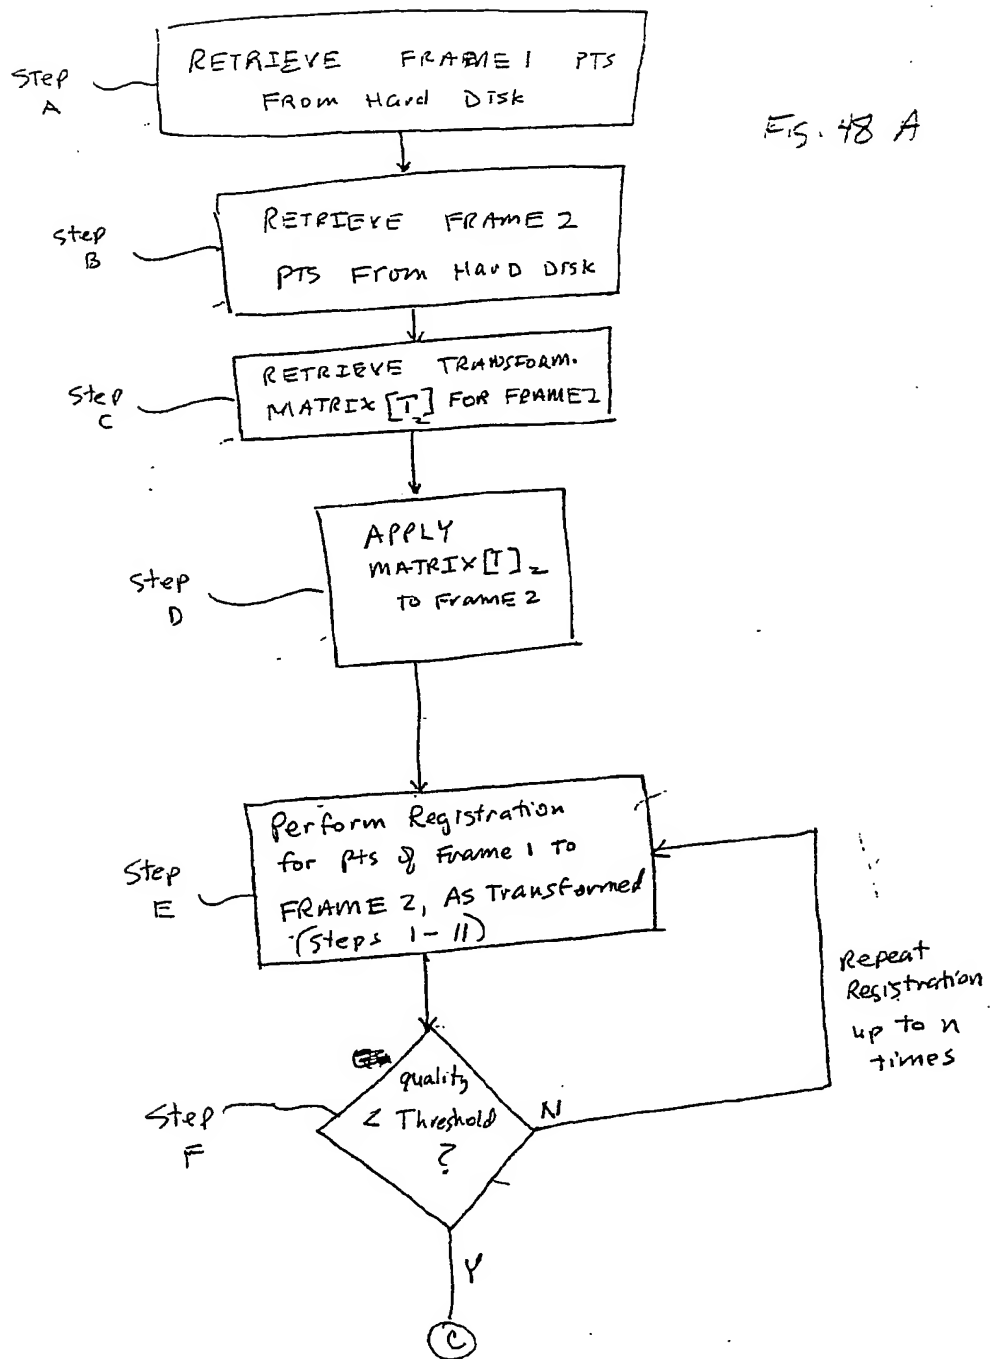 Step A
RETRIEVE FRAME 1 PTS
FROM Hard DISK
Fig. 48 A
Step B
RETRIEVE FRAME 2
PTS From HarD DISK
Step C
RETRIEVE TRANSFORM.
MATRIX [T2] FOR FRAME 2
Step D
APPLY
MATRIX [T]2
TO Frame 2
Step E
Perform Registration
for pts of Frame 1 To
FRAME 2, AS Transformed
(Steps 1-11)
Repeat
Registration
up to n
times
Step F
quality
< Threshold
?
N
Y
C